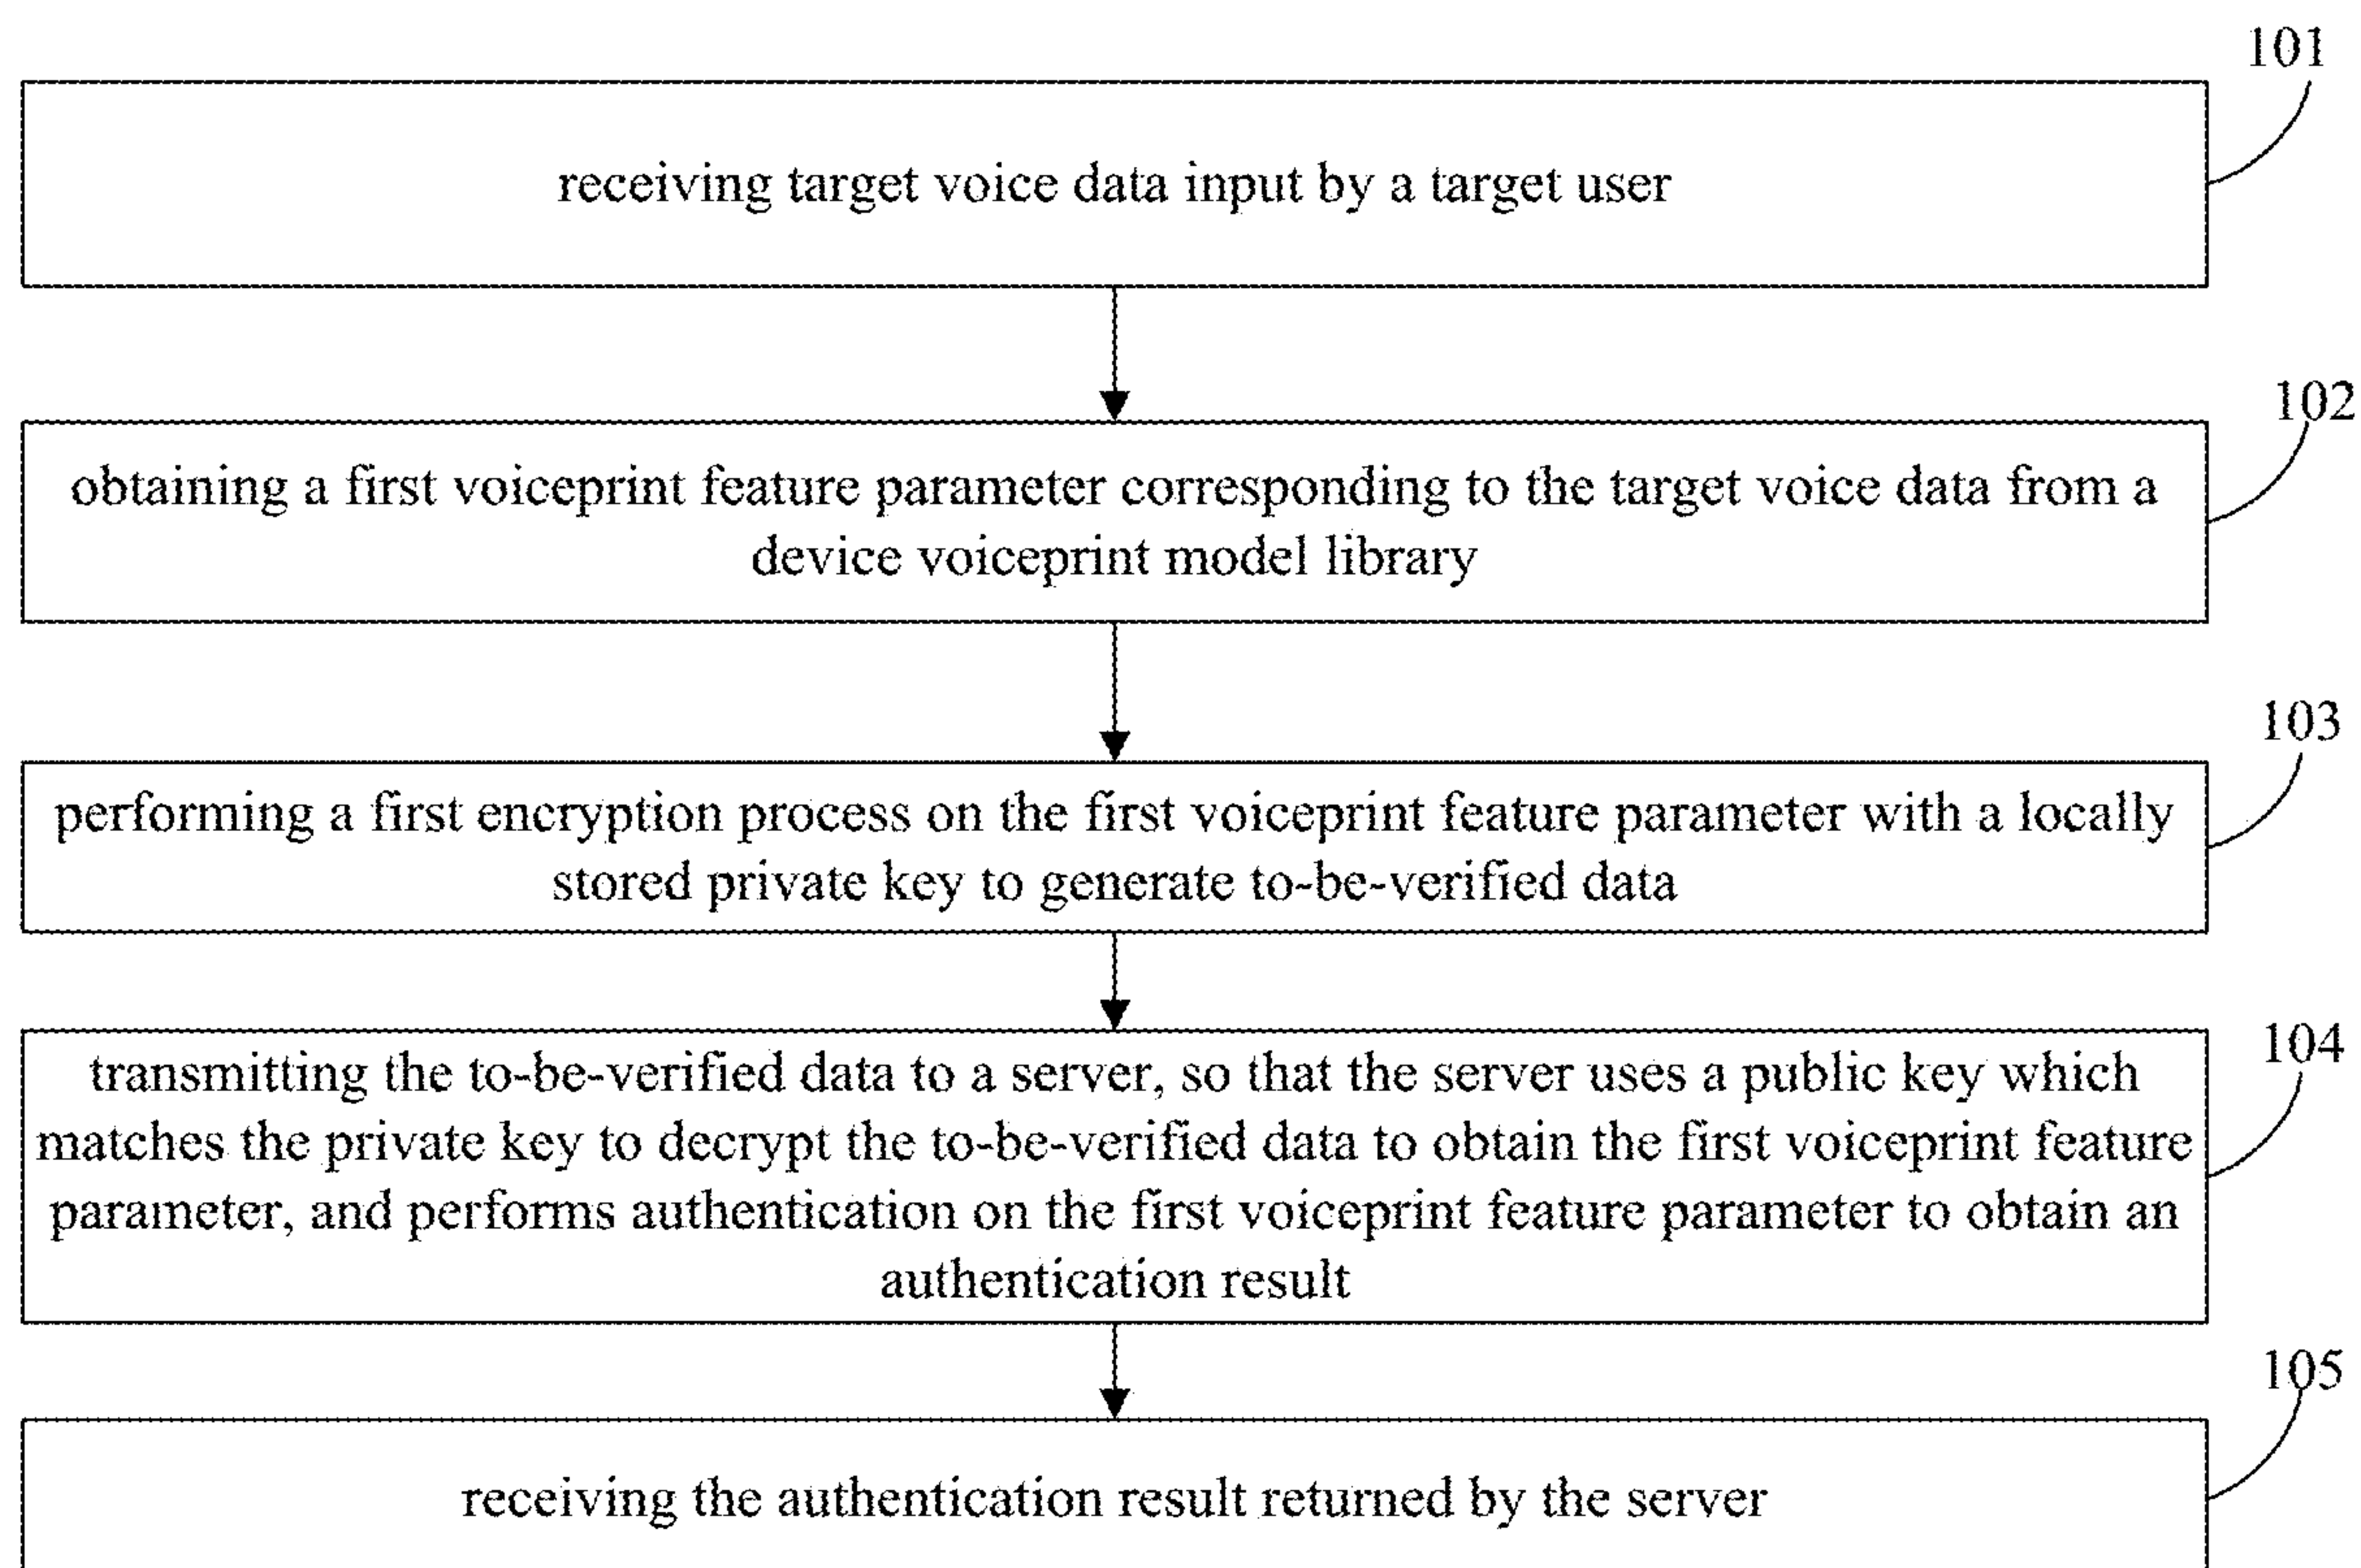 101
receiving target voice data input by a target user
102
obtaining a first voiceprint feature parameter corresponding to the target voice data from a
device voiceprint model library
103
performing a first encryption process on the first voiceprint feature parameter with a locally
stored private key to generate to-be-verified data
104
transmitting the to-be-verified data to a server, so that the server uses a public key which
matches the private key to decrypt the to-be-verified data to obtain the first voiceprint feature
parameter, and performs authentication on the first voiceprint feature parameter to obtain an
authentication result
105
receiving the authentication result returned by the server